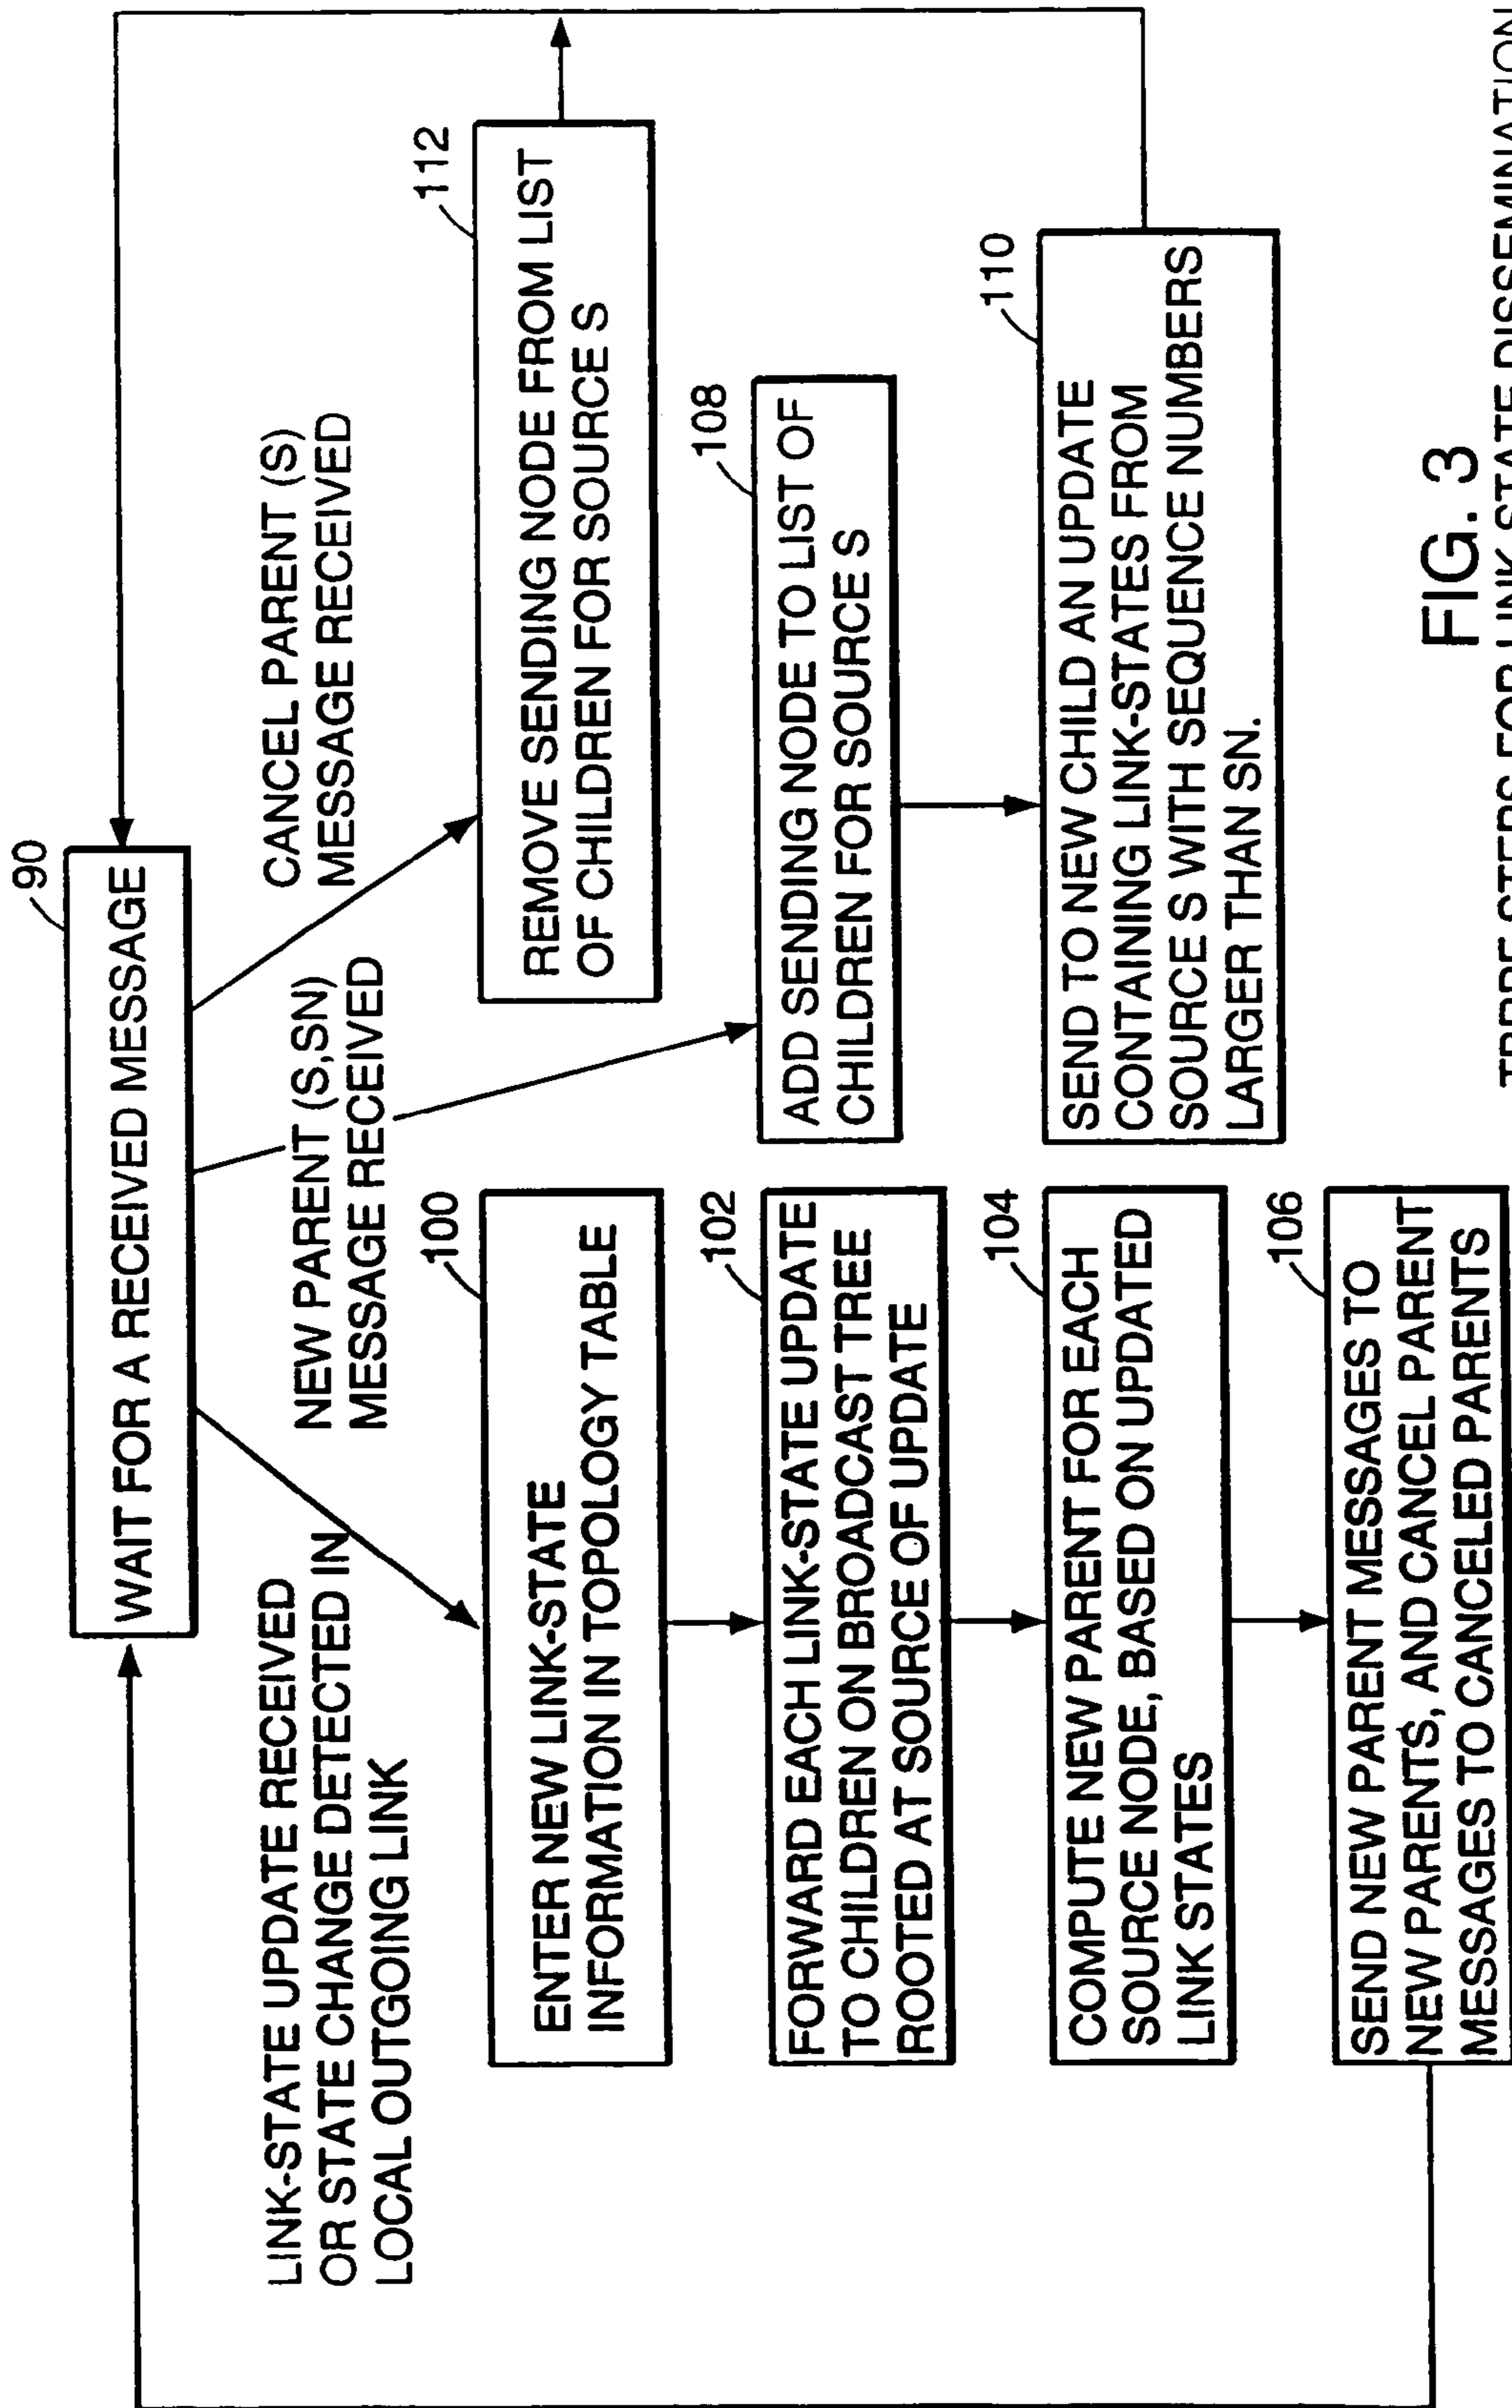 90
WAIT FOR A RECEIVED MESSAGE
LINK-STATE UPDATE RECEIVED
OR STATE CHANGE DETECTED IN
LOCAL OUTGOING LINK
NEW PARENT (S,SN)
MESSAGE RECEIVED
CANCEL PARENT (S)
MESSAGE RECEIVED
100
ENTER NEW LINK-STATE
INFORMATION IN TOPOLOGY TABLE
102
FORWARD EACH LINK-STATE UPDATE
TO CHILDREN ON BROADCAST TREE
ROOTED AT SOURCE OF UPDATE
104
COMPUTE NEW PARENT FOR EACH
SOURCE NODE, BASED ON UPDATED
LINK STATES
106
SEND NEW PARENT MESSAGES TO
NEW PARENTS, AND CANCEL PARENT
MESSAGES TO CANCELED PARENTS
112
REMOVE SENDING NODE FROM LIST
OF CHILDREN FOR SOURCE S
108
ADD SENDING NODE TO LIST OF
CHILDREN FOR SOURCE S
110
SEND TO NEW CHILD AN UPDATE
CONTAINING LINK-STATES FROM
SOURCE S WITH SEQUENCE NUMBERS
LARGER THAN SN.
FIG. 3
TBRF STEPS FOR LINK-STATE DISSEMINATION